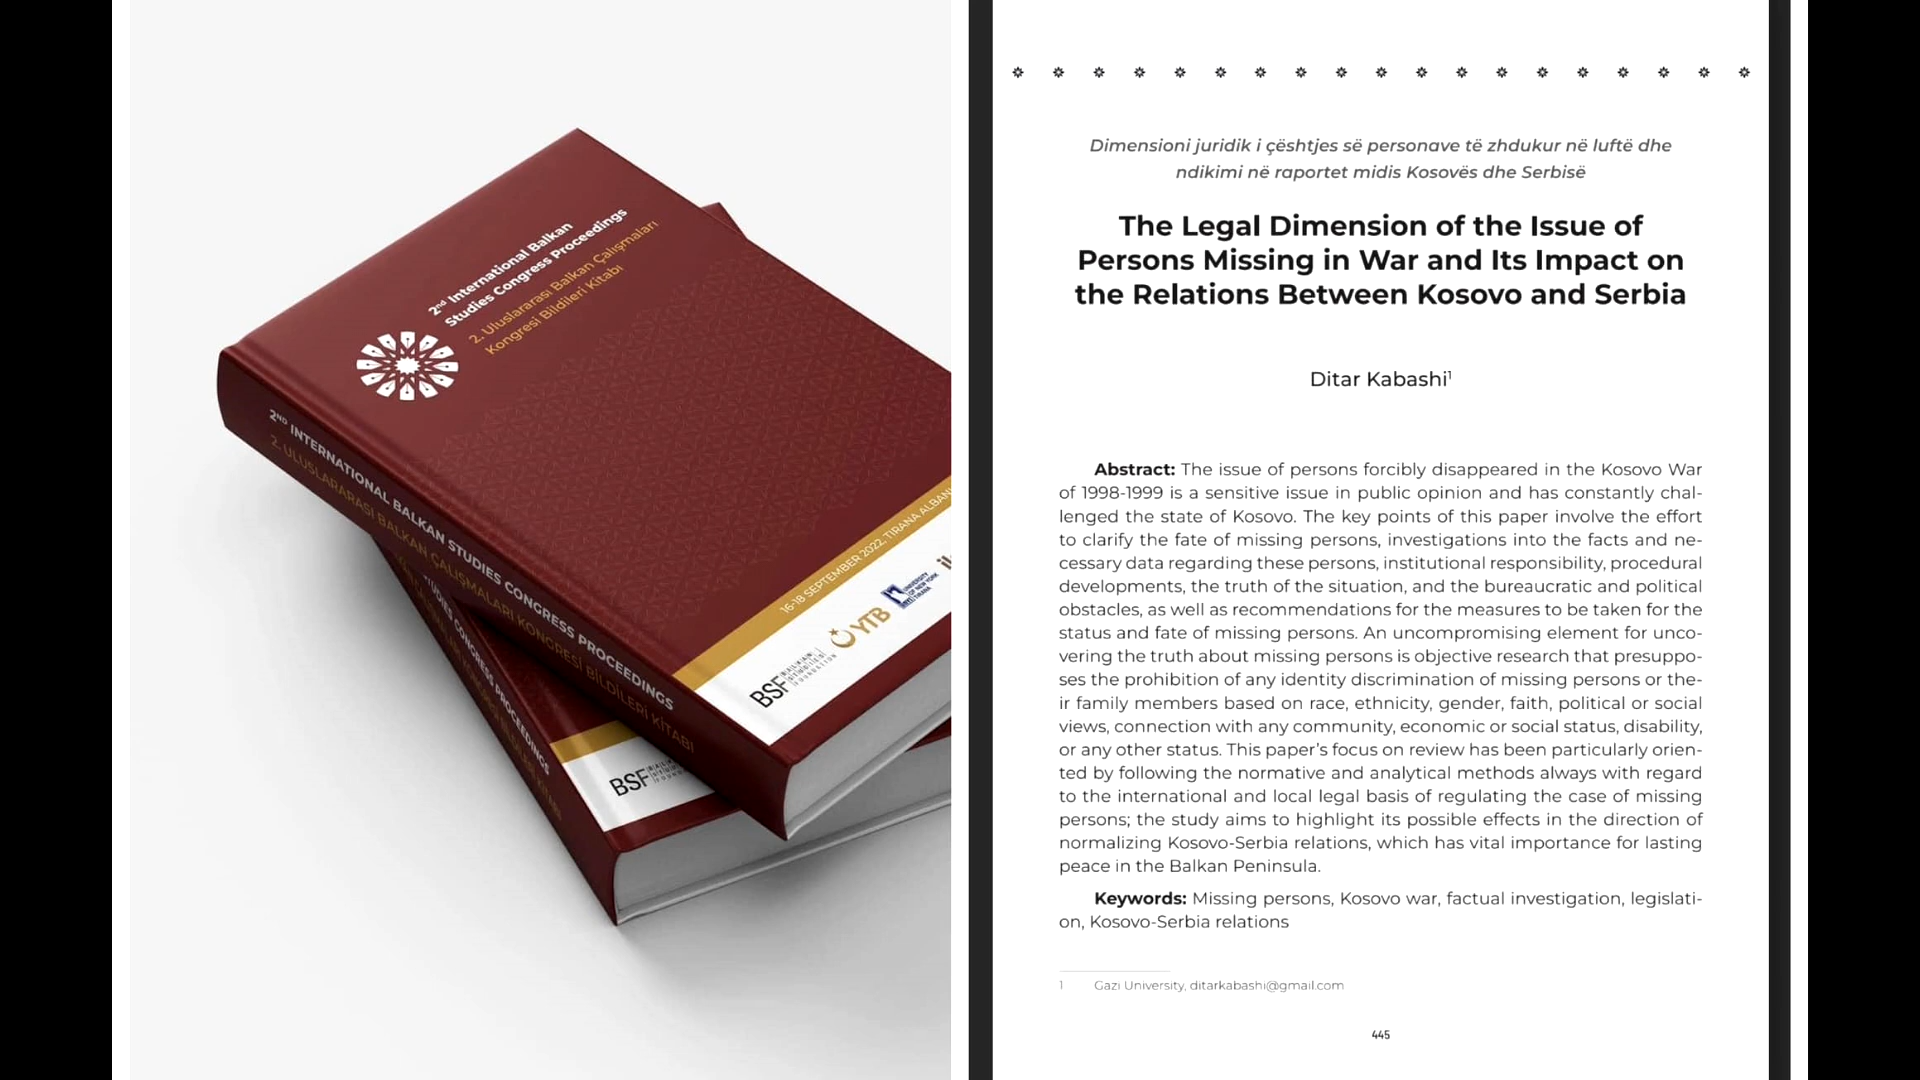 2nd International Balkan
Studies Congress Proceedings
2. Uluslararası Balkan Çalışmaları
Kongresi Bildileri Kitabı
2ND INTERNATIONAL BALKAN STUDIES CONGRESS PROCEEDINGS
2. ULUSLARARASI BALKAN ÇALIŞMALARI KONGRESİ BİLDİLERİ KİTABI
16-18 SEPTEMBER 2022, TIRANA ALBAN
BSF
BALKAN
STUDIES
FOUNDATION
YTB
UNIVERSITY
OF NEW YORK
TIRANA
BSF
Dimensioni juridik i çështjes së personave të zhdukur në luftë dhe
ndikimi në raportet midis Kosovës dhe Serbisë
The Legal Dimension of the Issue of
Persons Missing in War and Its Impact on
the Relations Between Kosovo and Serbia
Ditar Kabashi1
Abstract: The issue of persons forcibly disappeared in the Kosovo War
of 1998-1999 is a sensitive issue in public opinion and has constantly chal-
lenged the state of Kosovo. The key points of this paper involve the effort
to clarify the fate of missing persons, investigations into the facts and ne-
cessary data regarding these persons, institutional responsibility, procedural
developments, the truth of the situation, and the bureaucratic and political
obstacles, as well as recommendations for the measures to be taken for the
status and fate of missing persons. An uncompromising element for unco-
vering the truth about missing persons is objective research that presuppo-
ses the prohibition of any identity discrimination of missing persons or the-
ir family members based on race, ethnicity, gender, faith, political or social
views, connection with any community, economic or social status, disability,
or any other status. This paper's focus on review has been particularly orien-
ted by following the normative and analytical methods always with regard
to the international and local legal basis of regulating the case of missing
persons; the study aims to highlight its possible effects in the direction of
normalizing Kosovo-Serbia relations, which has vital importance for lasting
peace in the Balkan Peninsula.
Keywords: Missing persons, Kosovo war, factual investigation, legislati-
on, Kosovo-Serbia relations
1 Gazi University, ditarkabashi@gmail.com
445